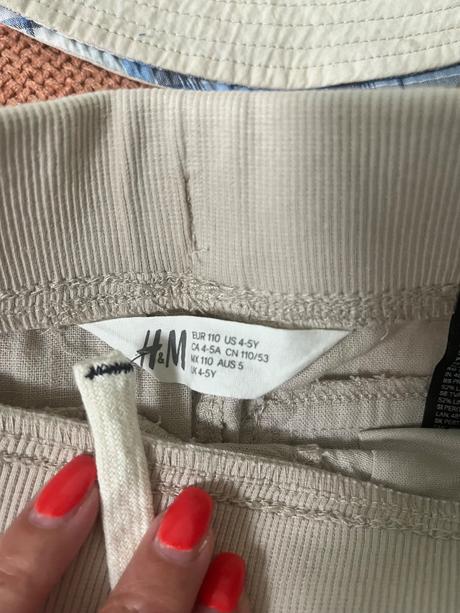 H&M
EUR 110 US 4-5Y
CA 4-5A CN 110/53
MX 110 AUS 5
UK 4-5Y